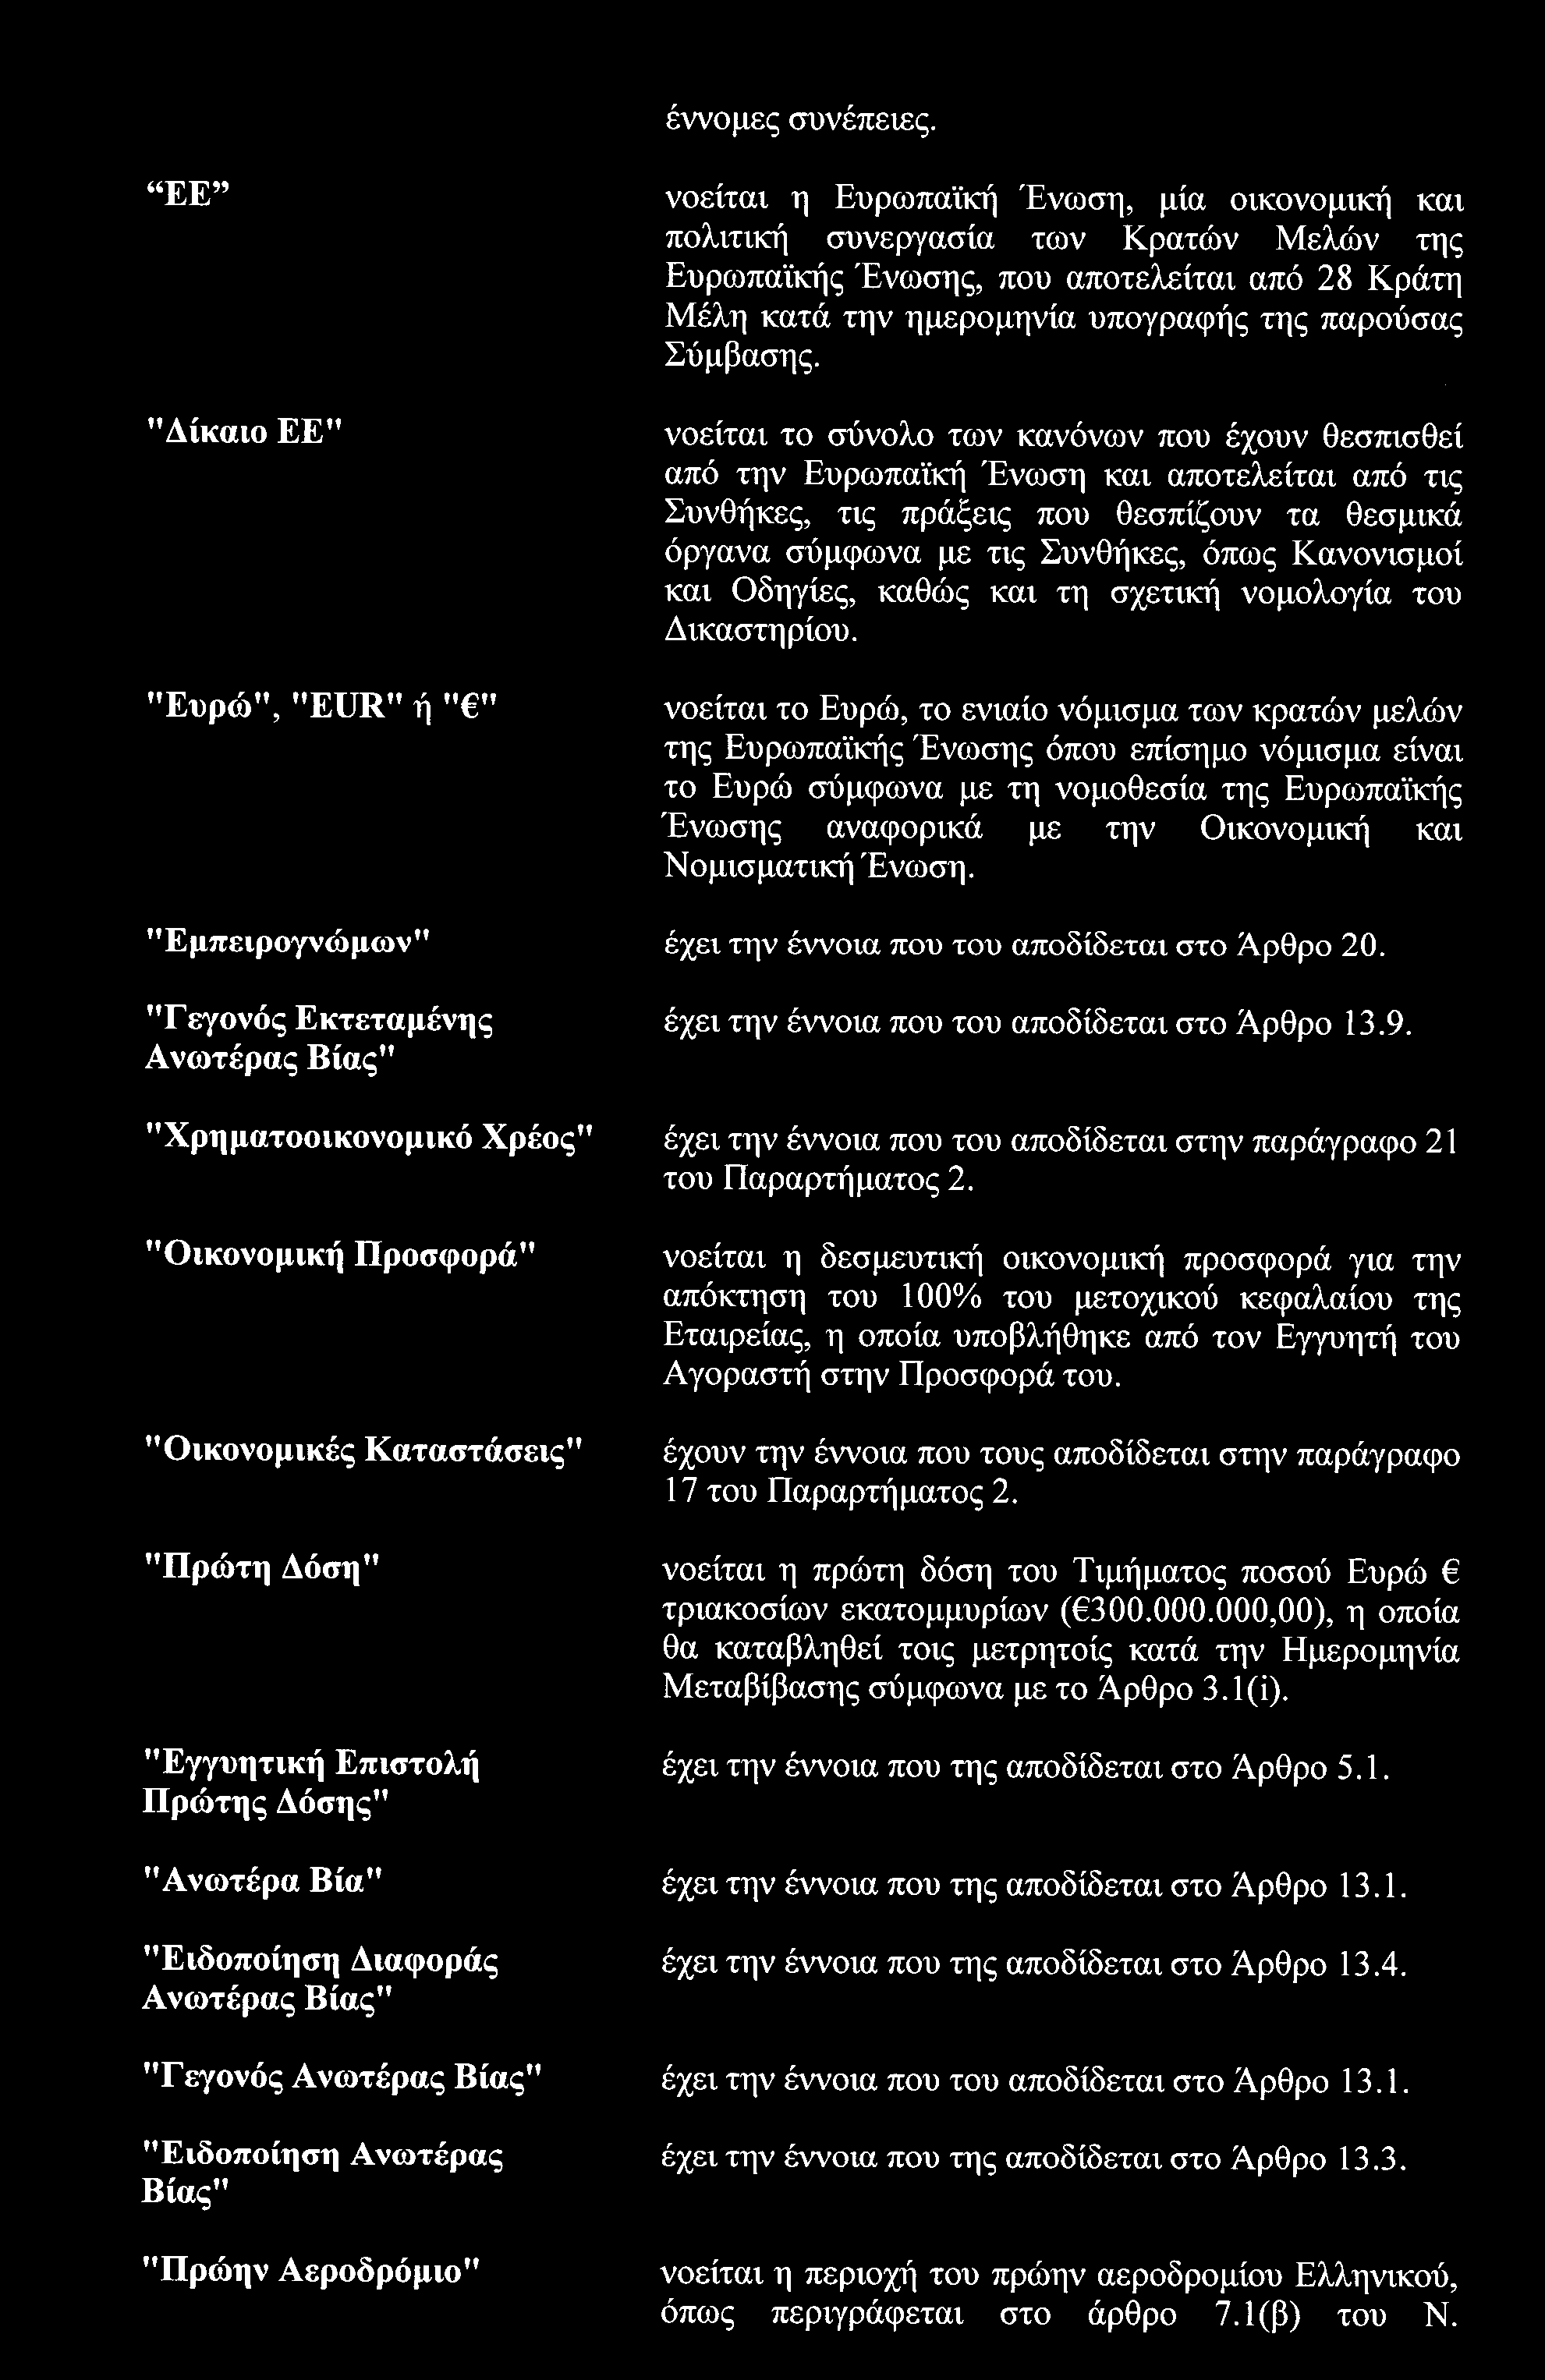 έννομες συνέπειες.
“ΕΕ”
νοείται η Ευρωπαϊκή Ένωση, μία οικονομική και
πολιτική συνεργασία των Κρατών Μελών της
Ευρωπαϊκής Ένωσης, που αποτελείται από 28 Κράτη
Μέλη κατά την ημερομηνία υπογραφής της παρούσας
Σύμβασης.
"Δίκαιο ΕΕ"
νοείται το σύνολο των κανόνων που έχουν θεσπισθεί
από την Ευρωπαϊκή Ένωση και αποτελείται από τις
Συνθήκες, τις πράξεις που θεσπίζουν τα θεσμικά
όργανα σύμφωνα με τις Συνθήκες, όπως Κανονισμοί
και Οδηγίες, καθώς και τη σχετική νομολογία του
Δικαστηρίου.
"Ευρώ", "EUR" ή "€"
νοείται το Ευρώ, το ενιαίο νόμισμα των κρατών μελών
της Ευρωπαϊκής Ένωσης όπου επίσημο νόμισμα είναι
το Ευρώ σύμφωνα με τη νομοθεσία της Ευρωπαϊκής
Ένωσης αναφορικά με την Οικονομική και
Νομισματική Ένωση.
"Εμπειρογνώμων"
έχει την έννοια που του αποδίδεται στο Άρθρο 20.
"Γεγονός Εκτεταμένης
Ανωτέρας Βίας"
έχει την έννοια που του αποδίδεται στο Άρθρο 13.9.
"Χρηματοοικονομικό Χρέος"
έχει την έννοια που του αποδίδεται στην παράγραφο 21
του Παραρτήματος 2.
"Οικονομική Προσφορά"
νοείται η δεσμευτική οικονομική προσφορά για την
απόκτηση του 100% του μετοχικού κεφαλαίου της
Εταιρείας, η οποία υποβλήθηκε από τον Εγγυητή του
Αγοραστή στην Προσφορά του.
"Οικονομικές Καταστάσεις"
έχουν την έννοια που τους αποδίδεται στην παράγραφο
17 του Παραρτήματος 2.
"Πρώτη Δόση"
νοείται η πρώτη δόση του Τιμήματος ποσού Ευρώ €
τριακοσίων εκατομμυρίων (€300.000.000,00), η οποία
θα καταβληθεί τοις μετρητοίς κατά την Ημερομηνία
Μεταβίβασης σύμφωνα με το Άρθρο 3.1(i).
"Εγγυητική Επιστολή
Πρώτης Δόσης"
έχει την έννοια που της αποδίδεται στο Άρθρο 5.1.
"Ανωτέρα Βία"
έχει την έννοια που της αποδίδεται στο Άρθρο 13.1.
"Ειδοποίηση Διαφοράς
Ανωτέρας Βίας"
έχει την έννοια που της αποδίδεται στο Άρθρο 13.4.
"Γεγονός Ανωτέρας Βίας"
έχει την έννοια που του αποδίδεται στο Άρθρο 13.1.
"Ειδοποίηση Ανωτέρας
Βίας"
έχει την έννοια που της αποδίδεται στο Άρθρο 13.3.
"Πρώην Αεροδρόμιο"
νοείται η περιοχή του πρώην αεροδρομίου Ελληνικού,
όπως περιγράφεται στο άρθρο 7.1(β) του Ν.